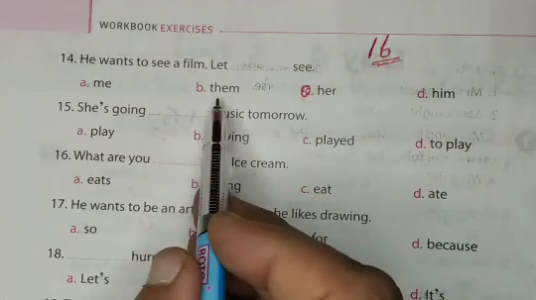 WORKBOOK EXERCISES
16
14. He wants to see a film. Let see.
a. me b. them c. her d. him
15. She's going usic tomorrow.
a. play b. ing c. played d. to play
16. What are you Ice cream.
a. eats b ng c. eat d. ate
17. He wants to be an ar he likes drawing.
a. so for d. because
18. hur
a. Let's d. It's